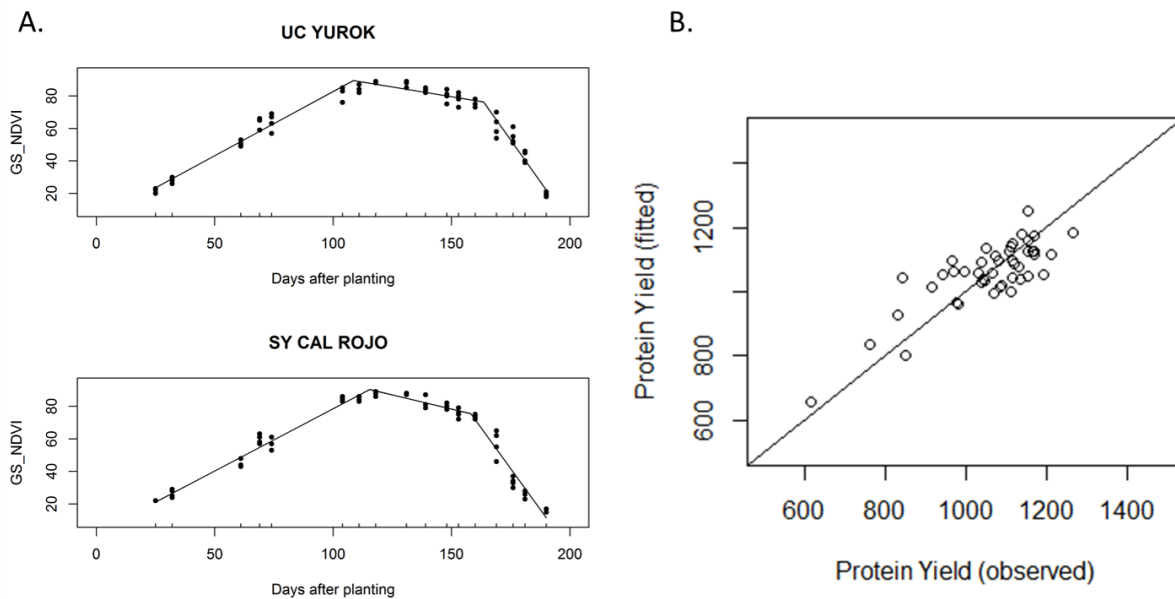 A.
UC YUROK
GS_NDVI
20 40 60 80
0 50 100 150 200
Days after planting
SY CAL ROJO
GS_NDVI
20 40 60 80
0 50 100 150 200
Days after planting
B.
Protein Yield (fitted)
600 800 1200
600 800 1000 1200 1400
Protein Yield (observed)